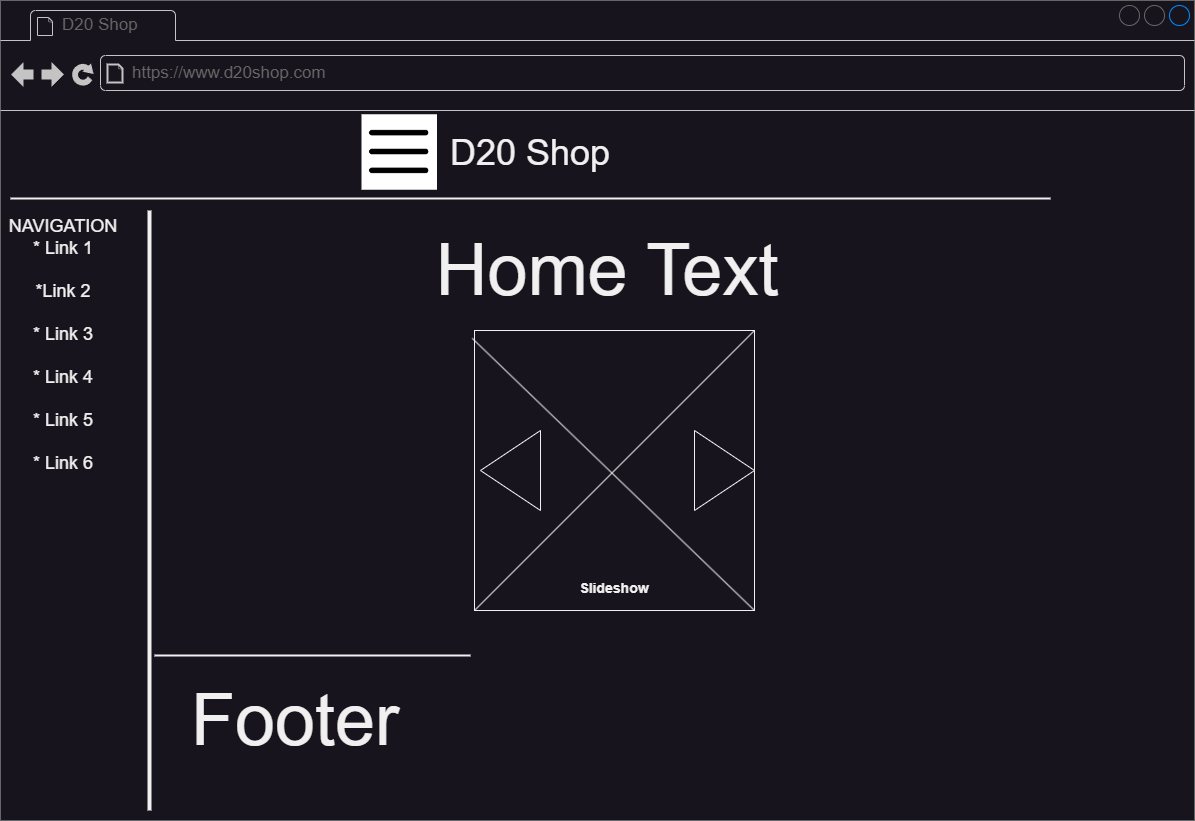 D20 Shop
https://www.d20shop.com
D20 Shop
NAVIGATION
* Link 1
*Link 2
* Link 3
* Link 4
* Link 5
* Link 6
Home Text
Slideshow
Footer